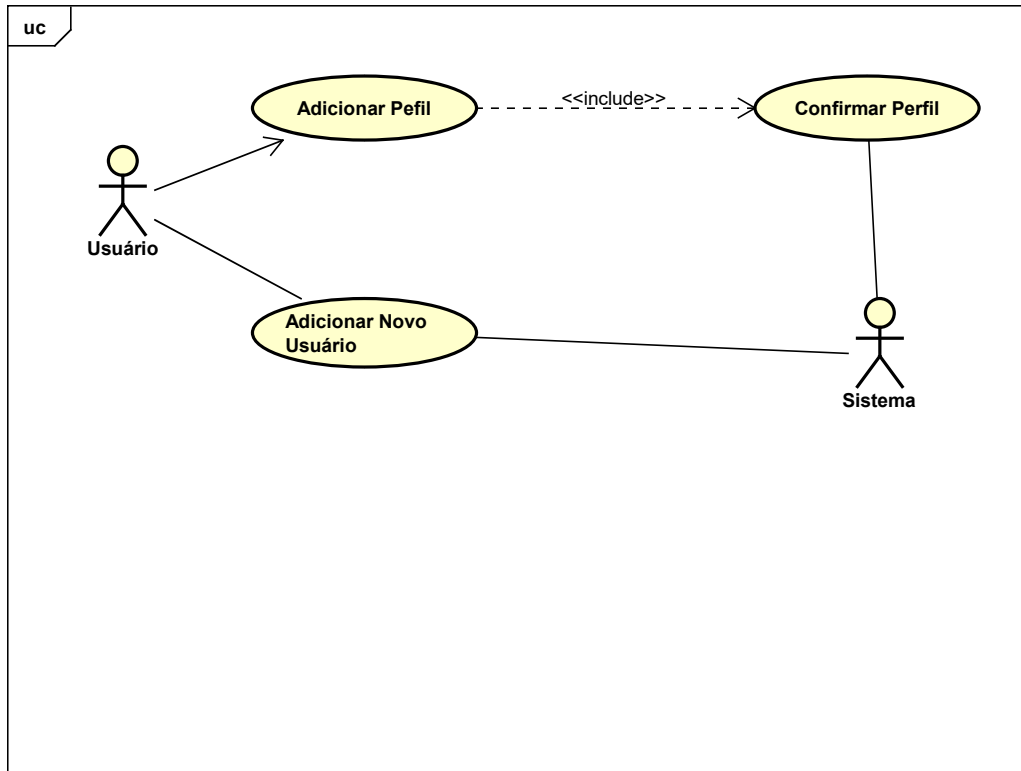 uc
Adicionar Pefil
<<include>>
Confirmar Perfil
Usuário
Adicionar Novo
Usuário
Sistema